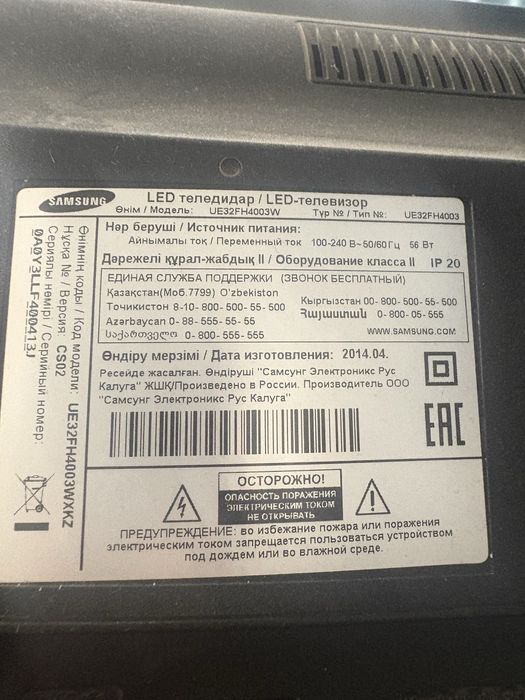 SAMSUNG
LED теледидар / LED-телевизор
Өнім / Модель: UE32FH4003W Түр № / Тип №: UE32FH4003
Нәр беруші / Источник питания:
Айнымалы ток / Переменный ток 100-240 В~50/60Гц 56 Вт
Дәрежелі құрал-жабдық II / Оборудование класса II IP 20
ЕДИНАЯ СЛУЖБА ПОДДЕРЖКИ (ЗВОНОК БЕСПЛАТНЫЙ)
Қазақстан(Моб.7799) O'zbekiston
Тоҷикистон 8-10-800-500-55-500
Кыргызстан 00-800-500-55-500
Azərbaycan 0-88-555-55-55
Հայաստան 0-800-05-555
საქართველო 0-800-555-555
WWW.SAMSUNG.COM
Өндіру мерзімі / Дата изготовления: 2014.04.
Ресейде жасалған. Өндіруші "Самсунг Электроникс Рус
Калуга" ЖШҚ/Произведено в России. Производитель ООО
"Самсунг Электроникс Рус Калуга"
EAC
ОСТОРОЖНО!
ОПАСНОСТЬ ПОРАЖЕНИЯ
ЭЛЕКТРИЧЕСКИМ ТОКОМ
НЕ ОТКРЫВАТЬ
ПРЕДУПРЕЖДЕНИЕ: во избежание пожара или поражения
электрическим током запрещается пользоваться устройством
под дождем или во влажной среде.
Өнімнің коды / Код модели: UE32FH4003WXKZ
Нұсқа № / Версия: CS02
Сериялы нөмірі / Серийный номер:
0A0Y3LLF400413J